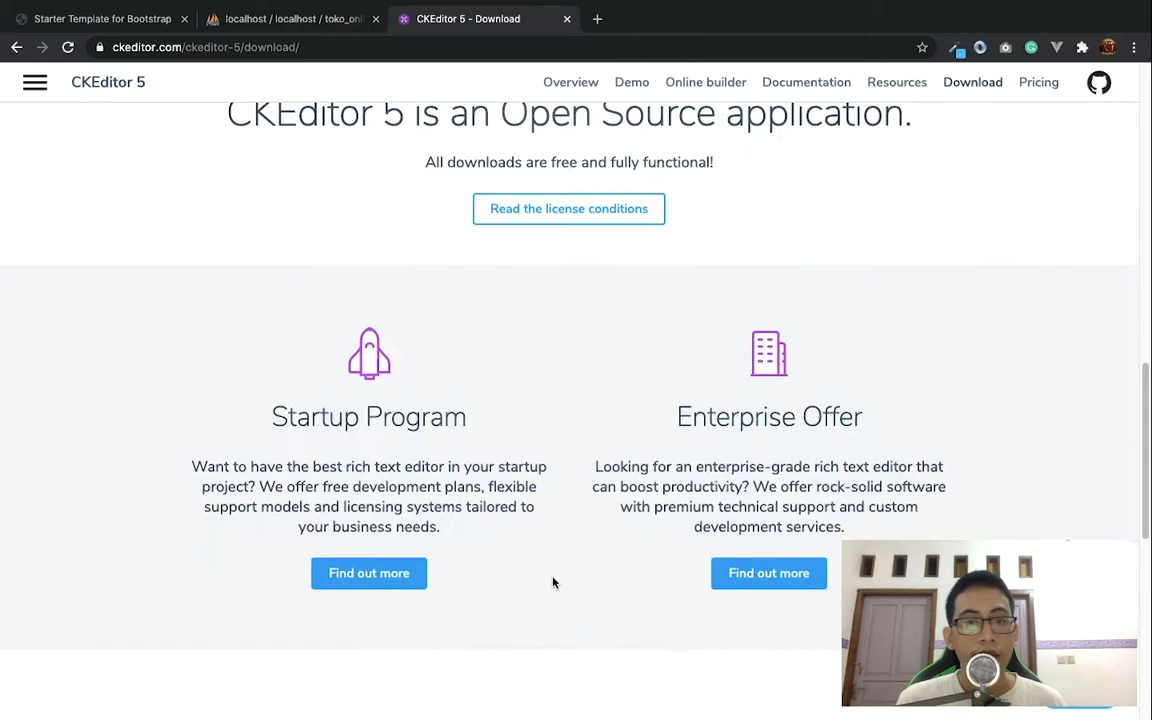 Starter Template for Bootstrap
localhost / localhost / toko_onl
CKEditor 5 - Download
ckeditor.com/ckeditor-5/download/
CKEditor 5
Overview
Demo
Online builder
Documentation
Resources
Download
Pricing
CKEditor 5 is an Open Source application.
All downloads are free and fully functional!
Read the license conditions
Startup Program
Want to have the best rich text editor in your startup
project? We offer free development plans, flexible
support models and licensing systems tailored to
your business needs.
Find out more
Enterprise Offer
Looking for an enterprise-grade rich text editor that
can boost productivity? We offer rock-solid software
with premium technical support and custom
development services.
Find out more